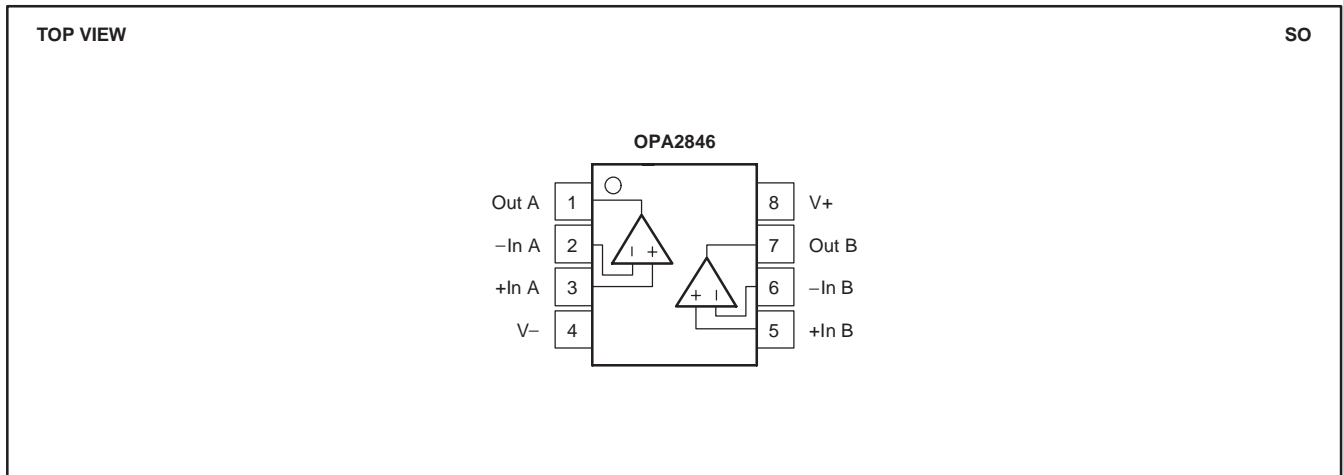 TOP VIEW
SO
OPA2846
Out A 1
8 V+
−In A 2
7 Out B
+In A 3
6 −In B
V− 4
5 +In B
− +
+ −